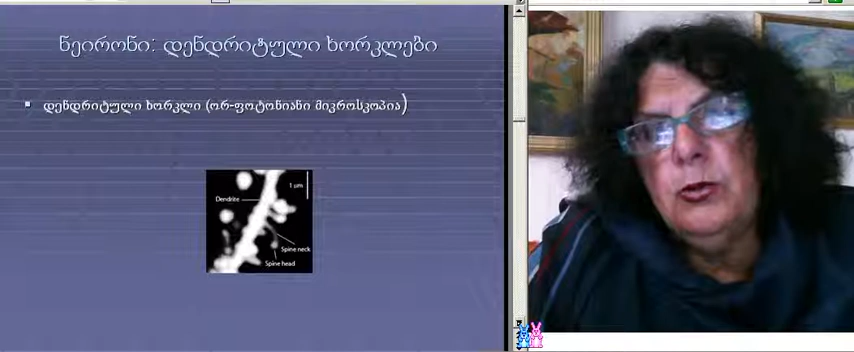 ნეირონი: დენდრიტული ხორკლები
დენდრიტული ხორკლი (ორ-ფოტონიანი მიკროსკოპია)
1 µm
Dendrite
Spine neck
Spine head